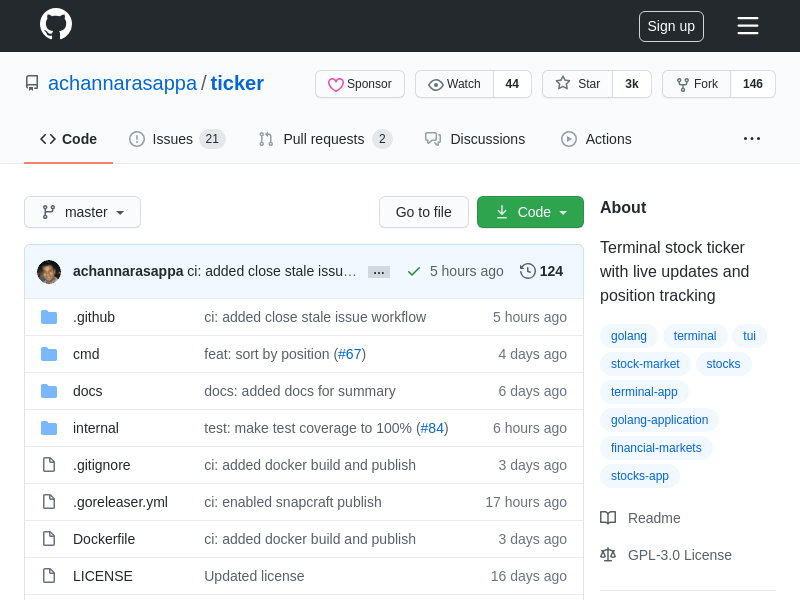 Sign up
achannarasappa / ticker
Sponsor
Watch 44
Star 3k
Fork 146
Code
Issues 21
Pull requests 2
Discussions
Actions
master
Go to file
Code
achannarasappa ci: added close stale issu… ... 5 hours ago 124
.github ci: added close stale issue workflow 5 hours ago
cmd feat: sort by position (#67) 4 days ago
docs docs: added docs for summary 6 days ago
internal test: make test coverage to 100% (#84) 6 hours ago
.gitignore ci: added docker build and publish 3 days ago
.goreleaser.yml ci: enabled snapcraft publish 17 hours ago
Dockerfile ci: added docker build and publish 3 days ago
LICENSE Updated license 16 days ago
About
Terminal stock ticker
with live updates and
position tracking
golang terminal tui
stock-market stocks
terminal-app
golang-application
financial-markets
stocks-app
Readme
GPL-3.0 License